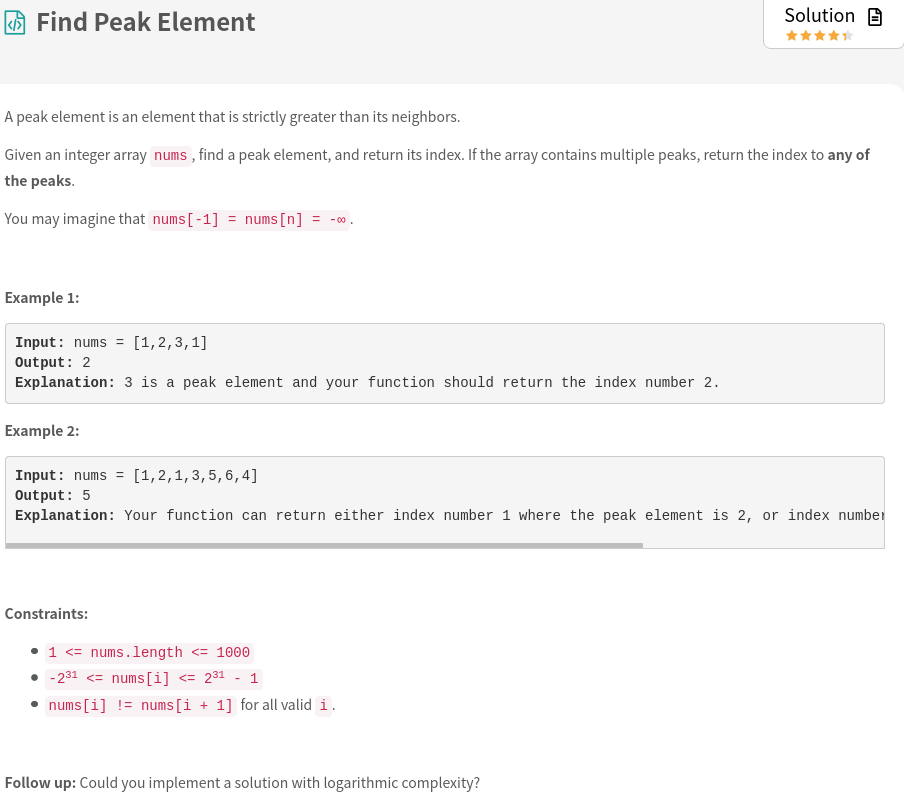 Find Peak Element
Solution
A peak element is an element that is strictly greater than its neighbors.
Given an integer array nums, find a peak element, and return its index. If the array contains multiple peaks, return the index to any of
the peaks.
You may imagine that nums[-1] = nums[n] = -∞.
Example 1:
Input: nums = [1,2,3,1]
Output: 2
Explanation: 3 is a peak element and your function should return the index number 2.
Example 2:
Input: nums = [1,2,1,3,5,6,4]
Output: 5
Explanation: Your function can return either index number 1 where the peak element is 2, or index number
Constraints:
1 <= nums.length <= 1000
-2³¹ <= nums[i] <= 2³¹ - 1
nums[i] != nums[i + 1] for all valid i.
Follow up: Could you implement a solution with logarithmic complexity?